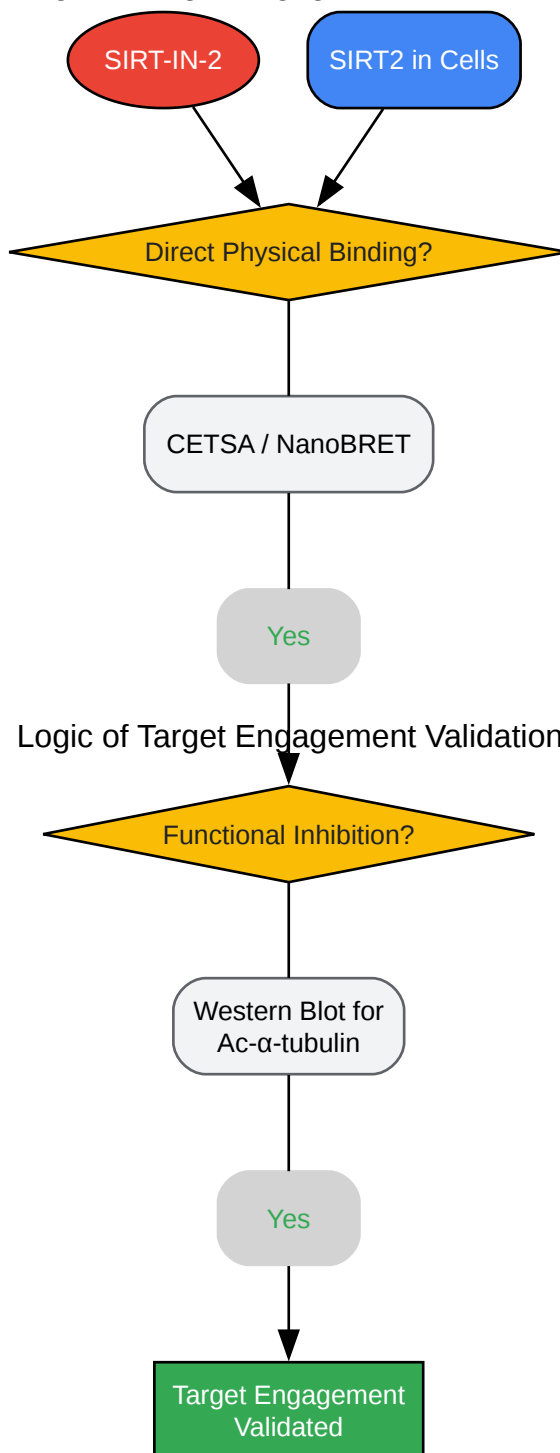 SIRT-IN-2
SIRT2 in Cells
Direct Physical Binding?
CETSA / NanoBRET
Yes
Logic of Target Engagement Validation
Functional Inhibition?
Western Blot for
Ac-α-tubulin
Yes
Target Engagement
Validated